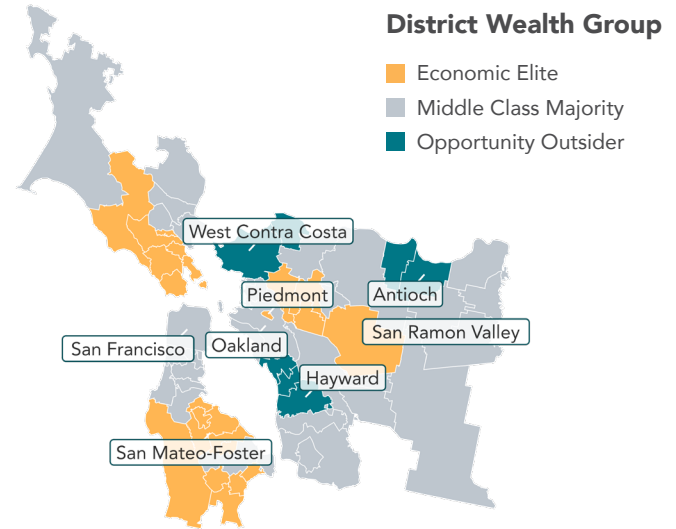 District Wealth Group
Economic Elite
Middle Class Majority
Opportunity Outsider
West Contra Costa
Piedmont
Antioch
San Ramon Valley
San Francisco
Oakland
Hayward
San Mateo-Foster